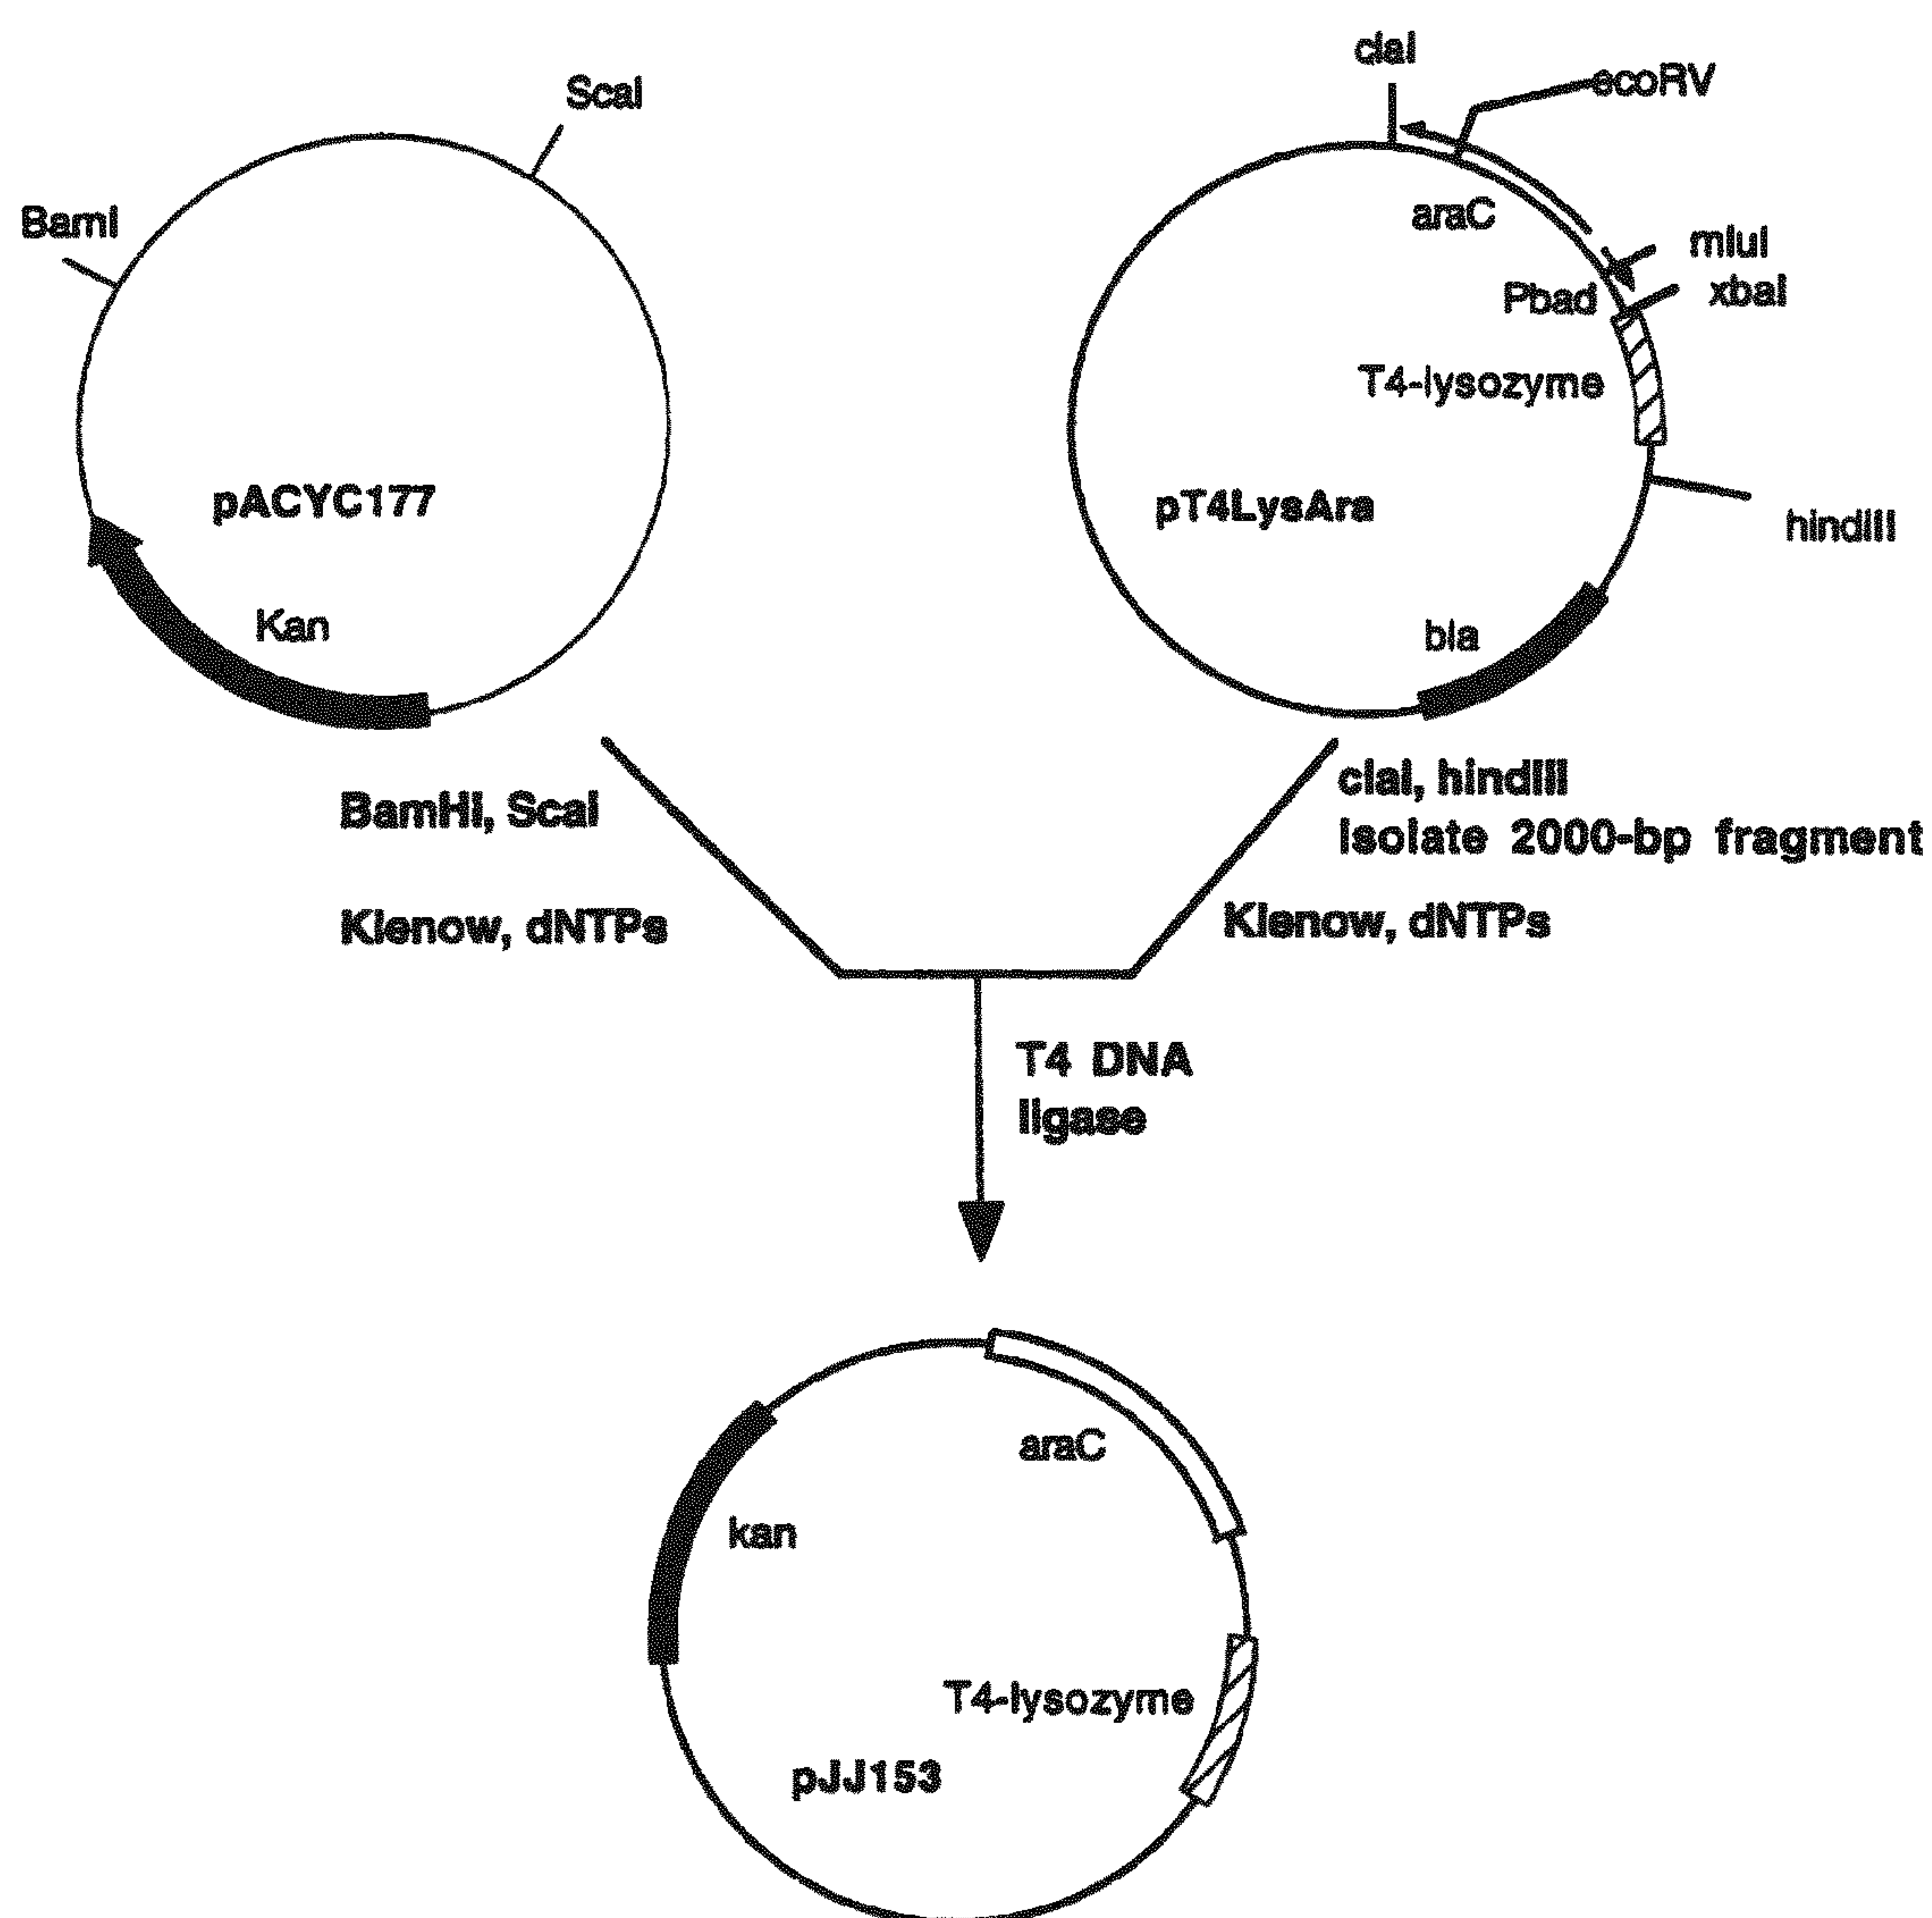 ScaI
BamI
pACYC177
Kan
claI
ecoRV
araC
mluI
Pbad
xbaI
T4-lysozyme
pT4LysAra
hindIII
bla
BamHI, ScaI
Klenow, dNTPs
claI, hindIII
Isolate 2000-bp fragment
Klenow, dNTPs
T4 DNA
ligase
araC
kan
T4-lysozyme
pJJ153